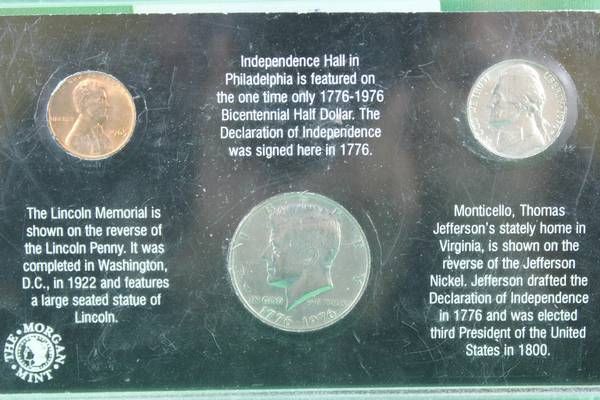 Independence Hall in
Philadelphia is featured on
the one time only 1776-1976
Bicentennial Half Dollar. The
Declaration of Independence
was signed here in 1776.
The Lincoln Memorial is
shown on the reverse of
the Lincoln Penny. It was
completed in Washington,
D.C., in 1922 and features
a large seated statue of
Lincoln.
Monticello, Thomas
Jefferson's stately home in
Virginia, is shown on the
reverse of the Jefferson
Nickel. Jefferson drafted the
Declaration of Independence
in 1776 and was elected
third President of the United
States in 1800.
1776-1976
THE MORGAN
MINT